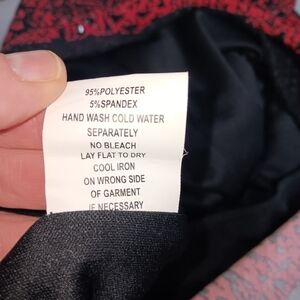 95%POLYESTER
5%SPANDEX
HAND WASH COLD WATER
SEPARATELY
NO BLEACH
LAY FLAT TO DRY
COOL IRON
ON WRONG SIDE
OF GARMENT
IF NECESSARY